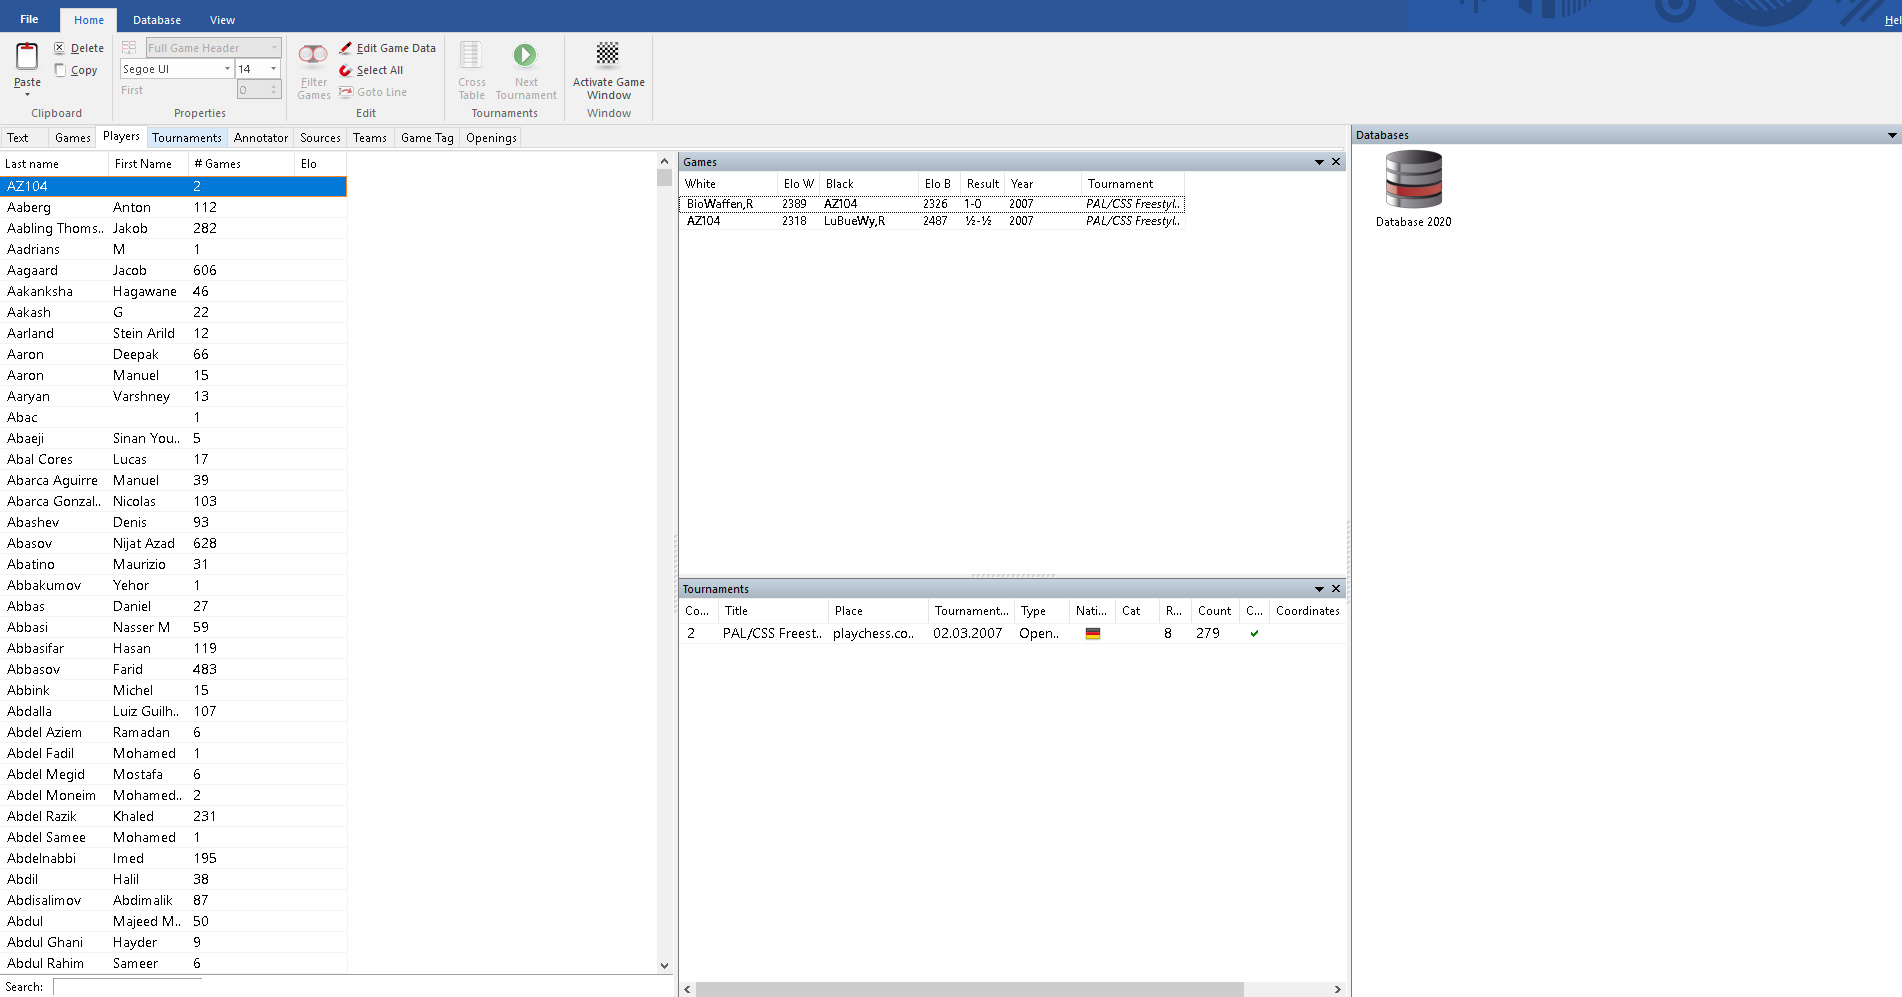 File Home Database View Hel
Paste
Delete
Copy
Clipboard
Full Game Header
Segoe UI 14
First 0
Properties
Filter Games
Edit Game Data
Select All
Goto Line
Edit
Cross Table
Next Tournament
Tournaments
Activate Game Window
Window
Text Games Players Tournaments Annotator Sources Teams Game Tag Openings
Last name First Name # Games Elo
AZ104 2
Aaberg Anton 112
Aabling Thoms.. Jakob 282
Aadrians M 1
Aagaard Jacob 606
Aakanksha Hagawane 46
Aakash G 22
Aarland Stein Arild 12
Aaron Deepak 66
Aaron Manuel 15
Aaryan Varshney 13
Abac 1
Abaeji Sinan You.. 5
Abal Cores Lucas 17
Abarca Aguirre Manuel 39
Abarca Gonzal.. Nicolas 103
Abashev Denis 93
Abasov Nijat Azad 628
Abatino Maurizio 31
Abbakumov Yehor 1
Abbas Daniel 27
Abbasi Nasser M 59
Abbasifar Hasan 119
Abbasov Farid 483
Abbink Michel 15
Abdalla Luiz Guilh.. 107
Abdel Aziem Ramadan 6
Abdel Fadil Mohamed 1
Abdel Megid Mostafa 6
Abdel Moneim Mohamed.. 2
Abdel Razik Khaled 231
Abdel Samee Mohamed 1
Abdelnabbi Imed 195
Abdil Halil 38
Abdisalimov Abdimalik 87
Abdul Majeed M.. 50
Abdul Ghani Hayder 9
Abdul Rahim Sameer 6
Search:
Games
White Elo W Black Elo B Result Year Tournament
BioWaffen,R 2389 AZ104 2326 1-0 2007 PAL/CSS Freestyl..
AZ104 2318 LuBueWy,R 2487 ½-½ 2007 PAL/CSS Freestyl..
Tournaments
Co... Title Place Tournament... Type Nati... Cat R... Count C... Coordinates
2 PAL/CSS Freest.. playchess.co.. 02.03.2007 Open.. 8 279
Databases
Database 2020